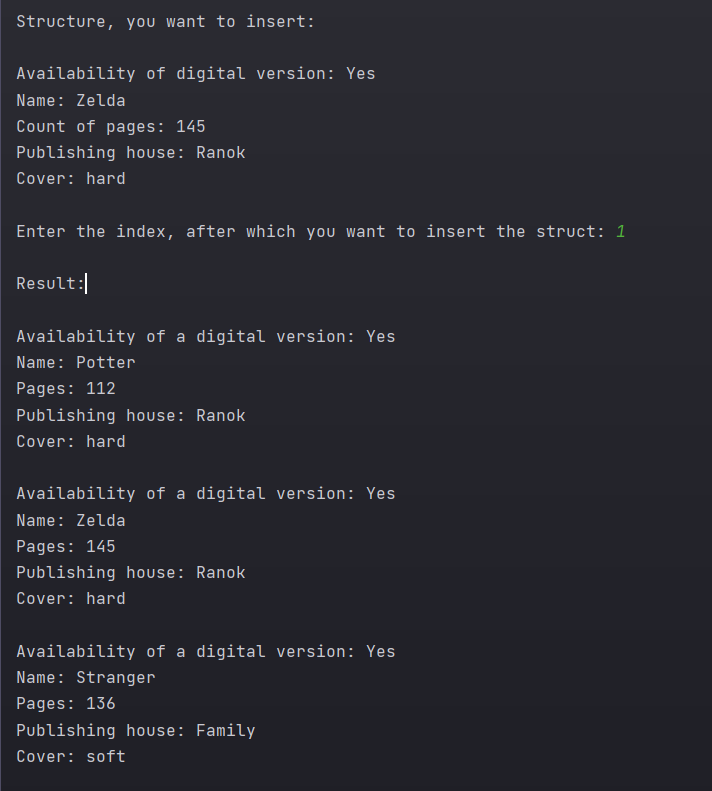 Structure, you want to insert:
Availability of digital version: Yes
Name: Zelda
Count of pages: 145
Publishing house: Ranok
Cover: hard
Enter the index, after which you want to insert the struct: 1
Result:
Availability of a digital version: Yes
Name: Potter
Pages: 112
Publishing house: Ranok
Cover: hard
Availability of a digital version: Yes
Name: Zelda
Pages: 145
Publishing house: Ranok
Cover: hard
Availability of a digital version: Yes
Name: Stranger
Pages: 136
Publishing house: Family
Cover: soft